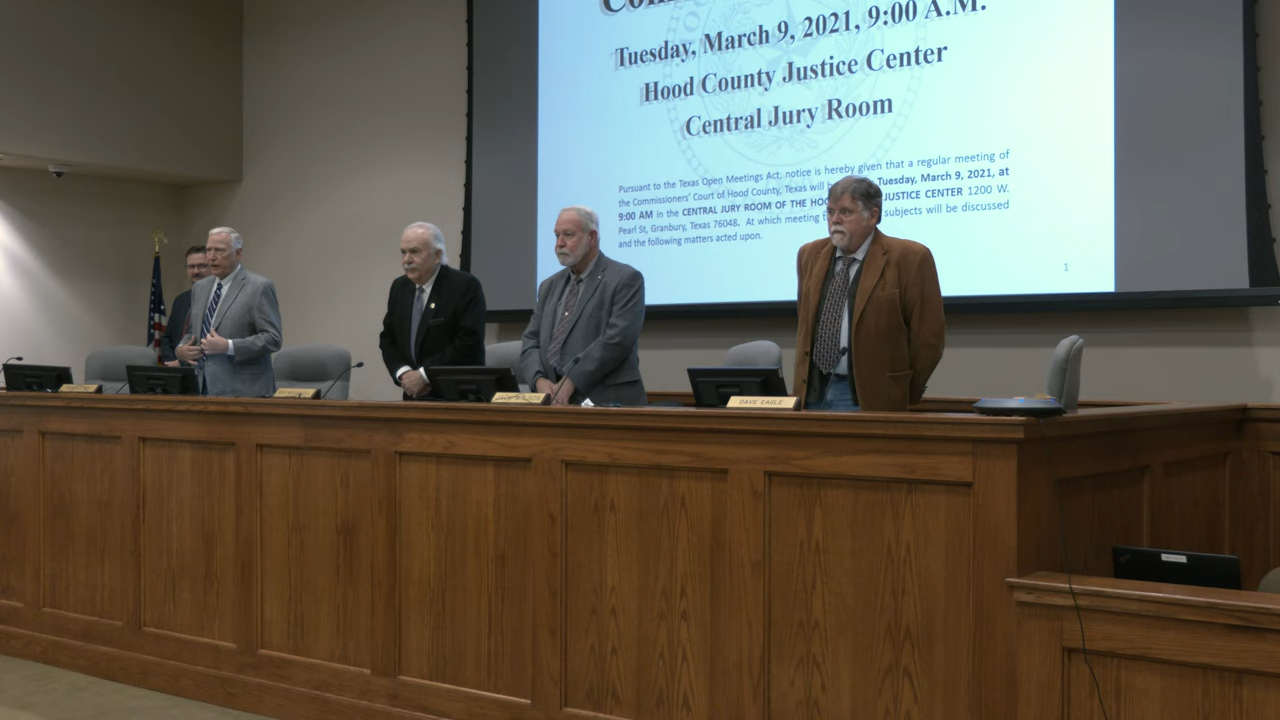 Tuesday, March 9, 2021, 9:00 A.M.
Hood County Justice Center
Central Jury Room
Pursuant to the Texas Open Meetings Act, notice is hereby given that a regular meeting of
the Commissioners' Court of Hood County, Texas will Tuesday, March 9, 2021, at
9:00 AM in the CENTRAL JURY ROOM OF THE JUSTICE CENTER 1200 W.
Pearl St, Granbury, Texas 76048. At which meeting subjects will be discussed
and the following matters acted upon.
1
DAVE EAGLE